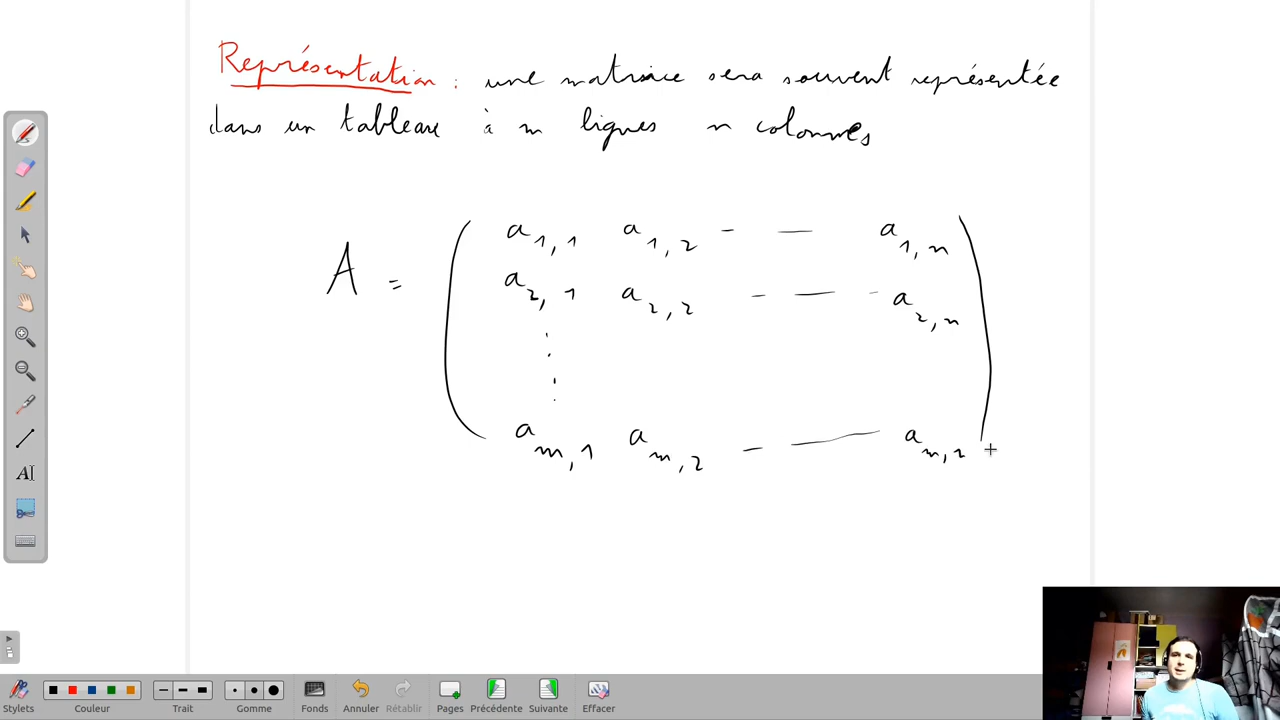 Représentation : une matrice sera souvent représentée
dans un tableau à m lignes n colonnes
A = ( a1,1 a1,2 - — a1,n )
a2,1 a2,2 - — - a2,n
am,1 am,2 - — am,n
Stylets Couleur Trait Gomme Fonds Annuler Rétablir Pages Précédente Suivante Effacer